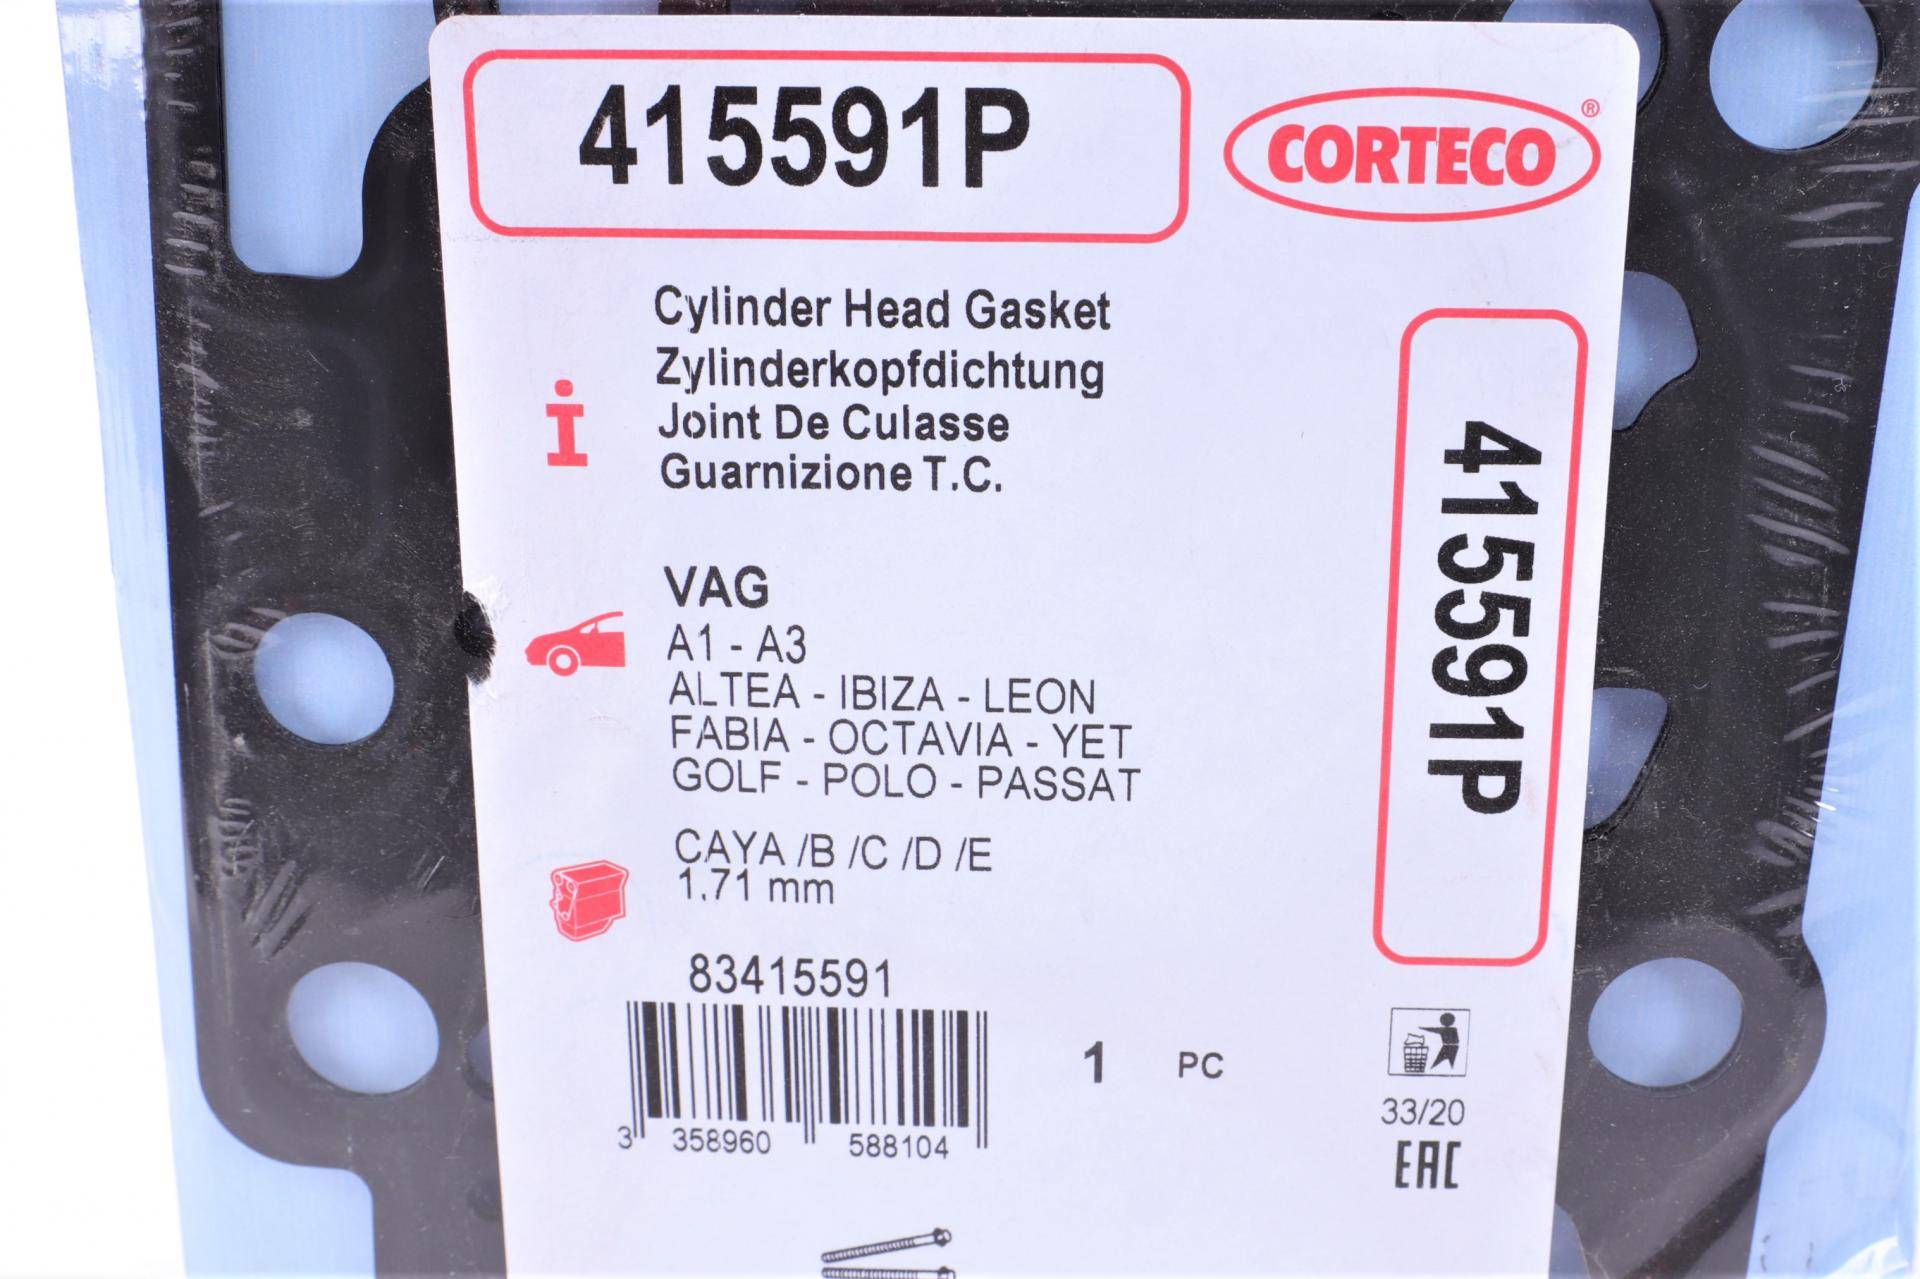 415591P
CORTECO®
Cylinder Head Gasket
Zylinderkopfdichtung
Joint De Culasse
Guarnizione T.C.
415591P
VAG
A1 - A3
ALTEA - IBIZA - LEON
FABIA - OCTAVIA - YET
GOLF - POLO - PASSAT
CAYA /B /C /D /E
1.71 mm
83415591
1 PC
3 358960 588104
33/20
EAC